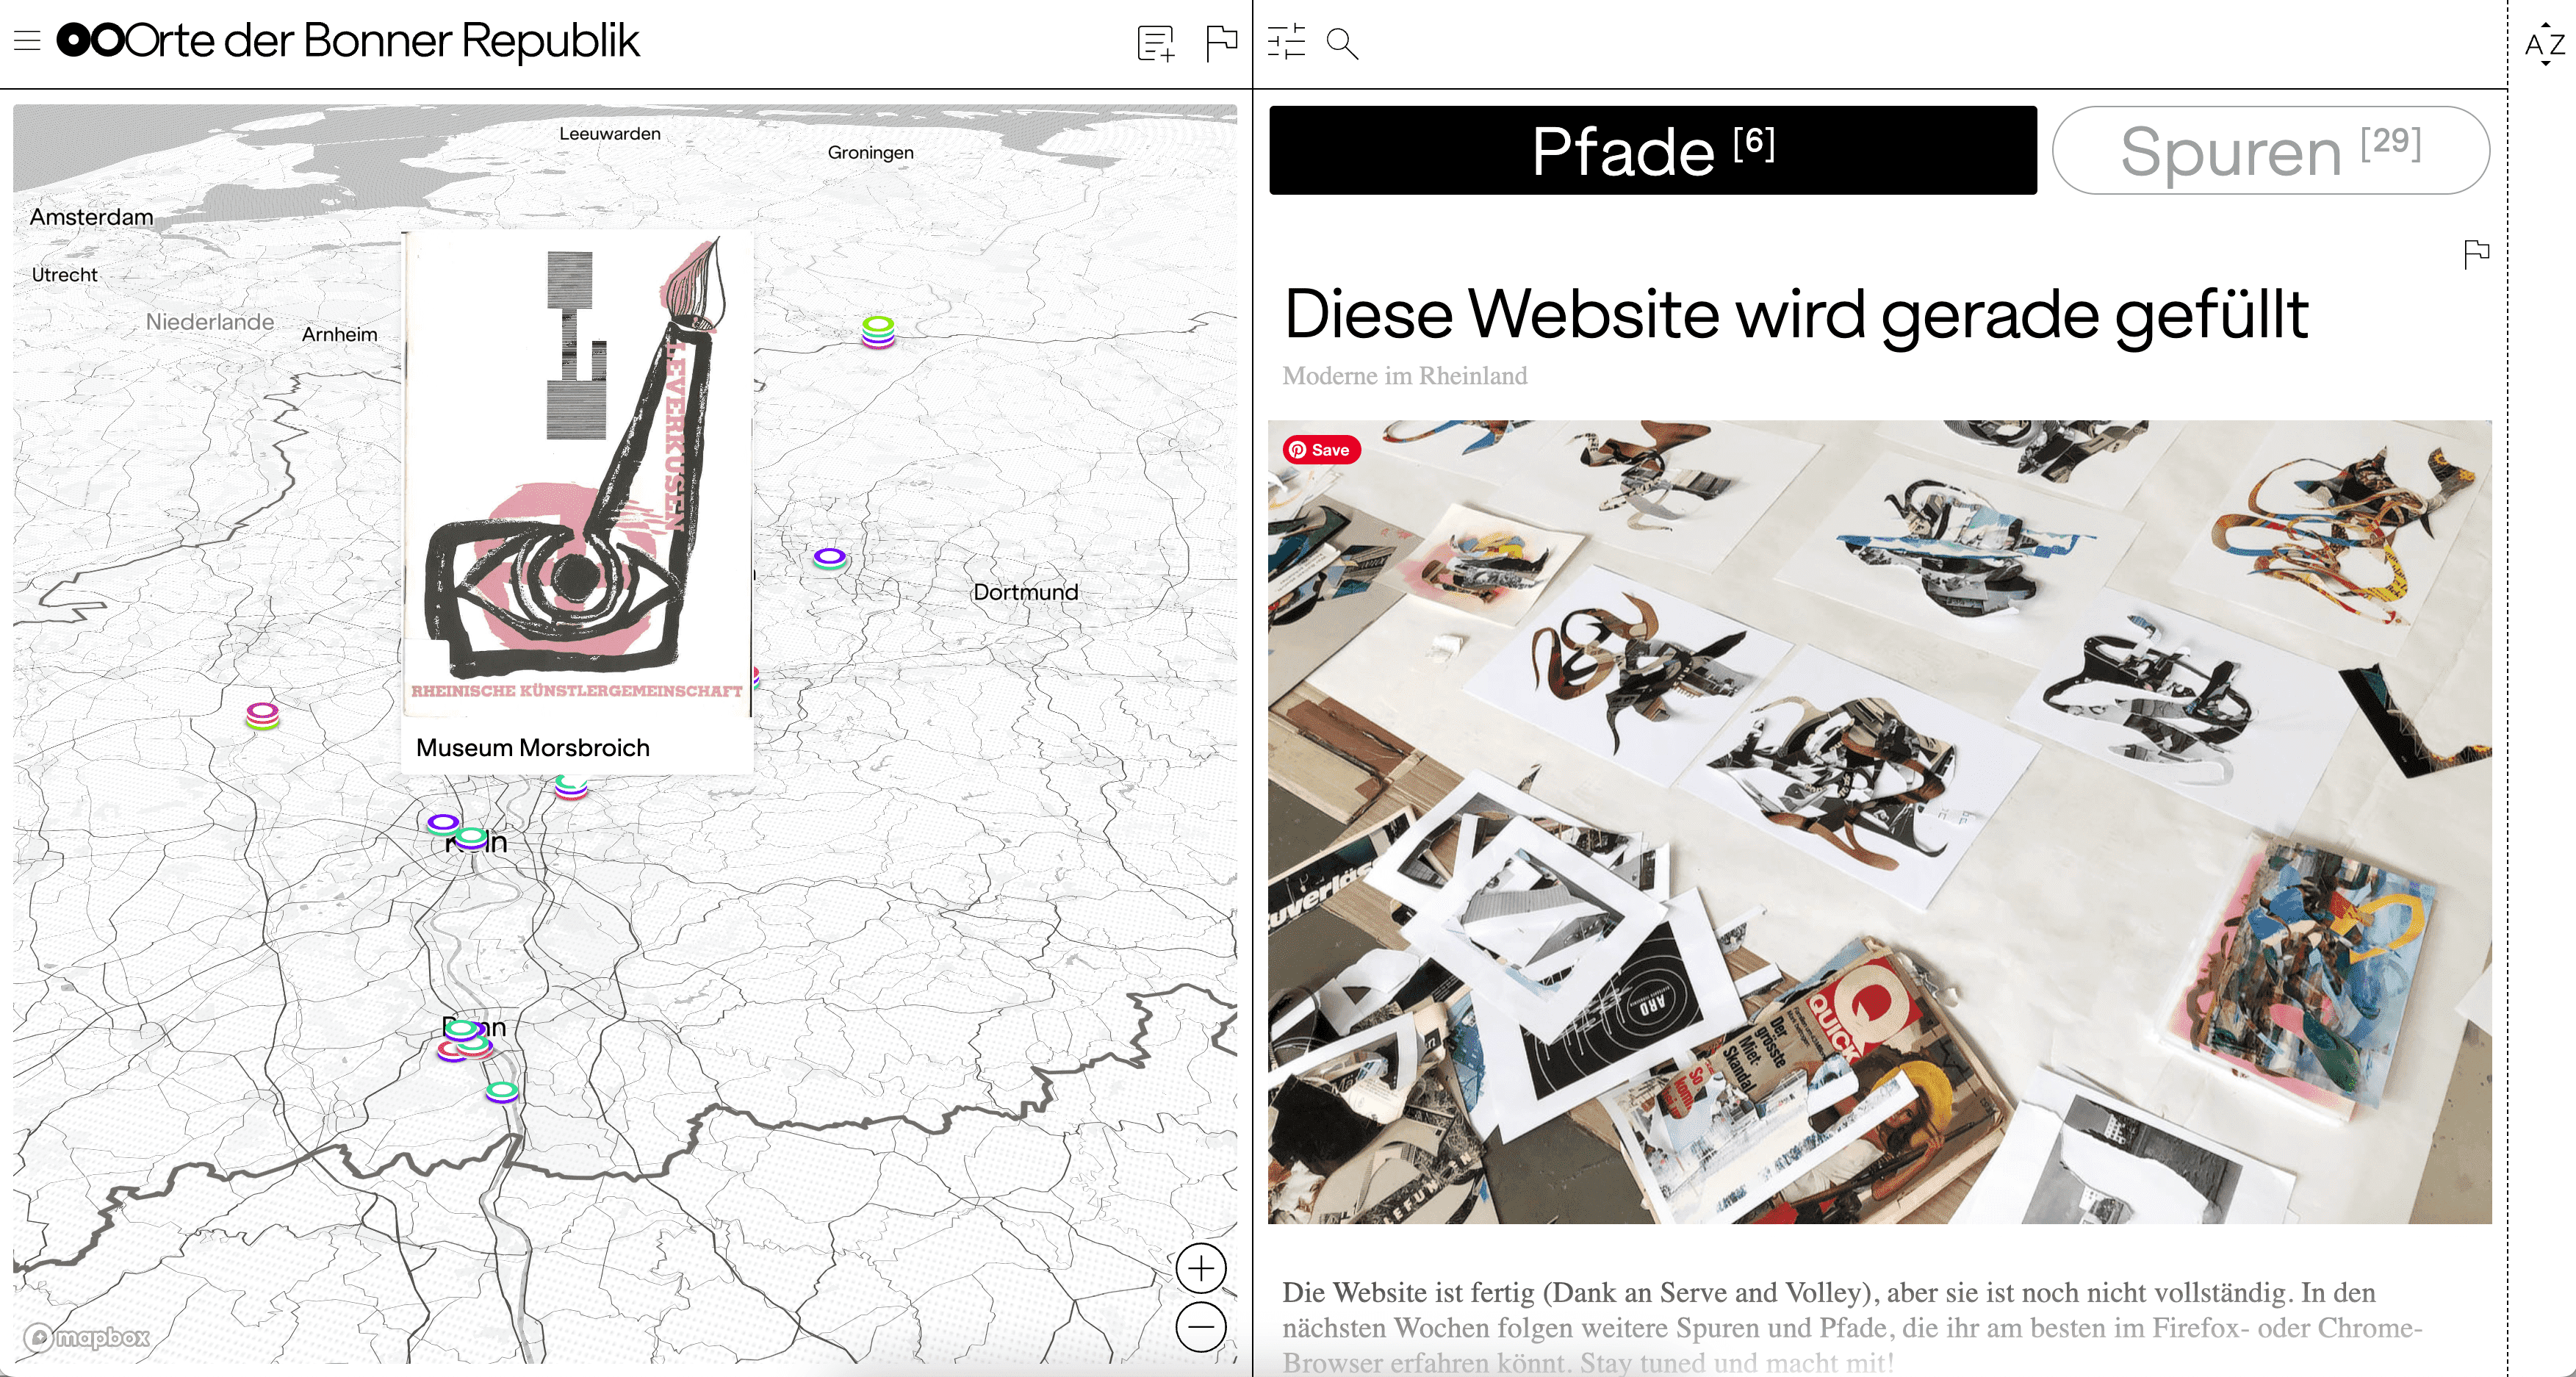 Orte der Bonner Republik
A Z
Pfade [6]
Spuren [29]
Leeuwarden
Groningen
Amsterdam
Utrecht
Niederlande
Arnheim
LEVERKUSEN
RHEINISCHE KÜNSTLERGEMEINSCHAFT
Museum Morsbroich
Dortmund
mapbox
Diese Website wird gerade gefüllt
Moderne im Rheinland
Save
ARD
QUICK
Der
grösste
Miet-
Skandal
So
Die Website ist fertig (Dank an Serve and Volley), aber sie ist noch nicht vollständig. In den
nächsten Wochen folgen weitere Spuren und Pfade, die ihr am besten im Firefox- oder Chrome-
Browser erfahren könnt. Stay tuned und macht mit!